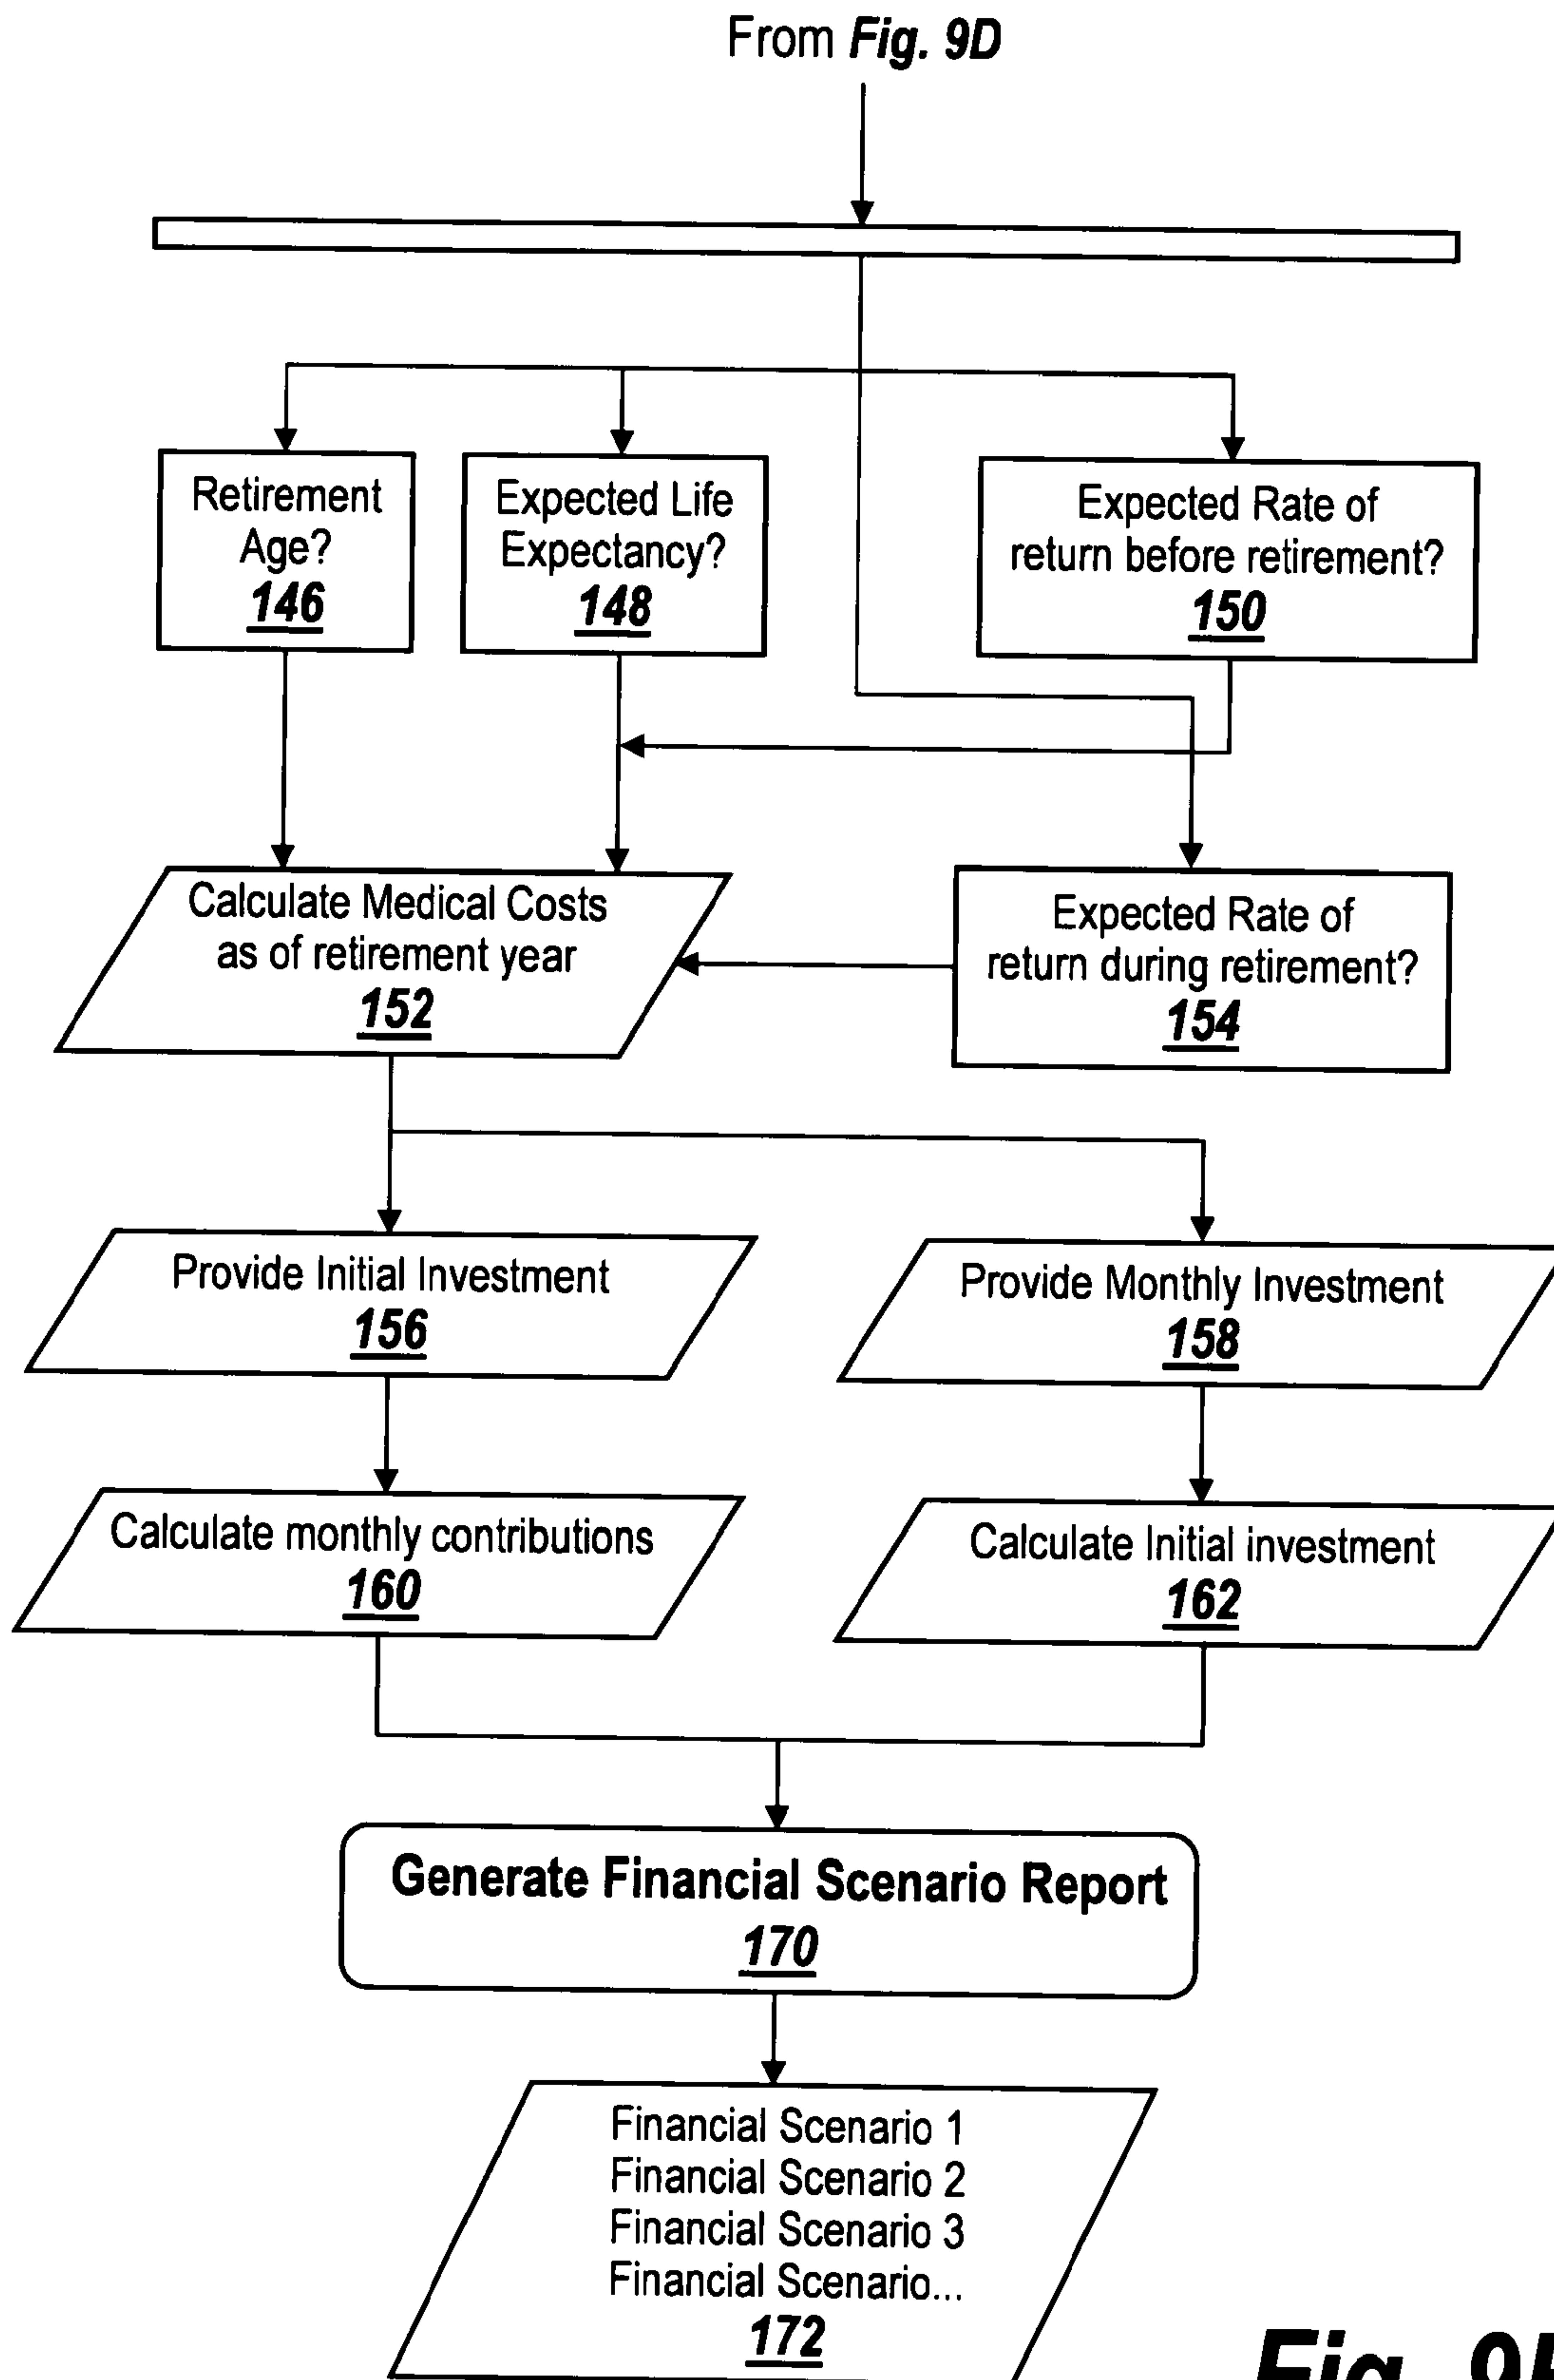 From Fig. 9D
Retirement
Age?
146
Expected Life
Expectancy?
148
Expected Rate of
return before retirement?
150
Calculate Medical Costs
as of retirement year
152
Expected Rate of
return during retirement?
154
Provide Initial Investment
156
Provide Monthly Investment
158
Calculate monthly contributions
160
Calculate Initial investment
162
Generate Financial Scenario Report
170
Financial Scenario 1
Financial Scenario 2
Financial Scenario 3
Financial Scenario...
172
Fig.